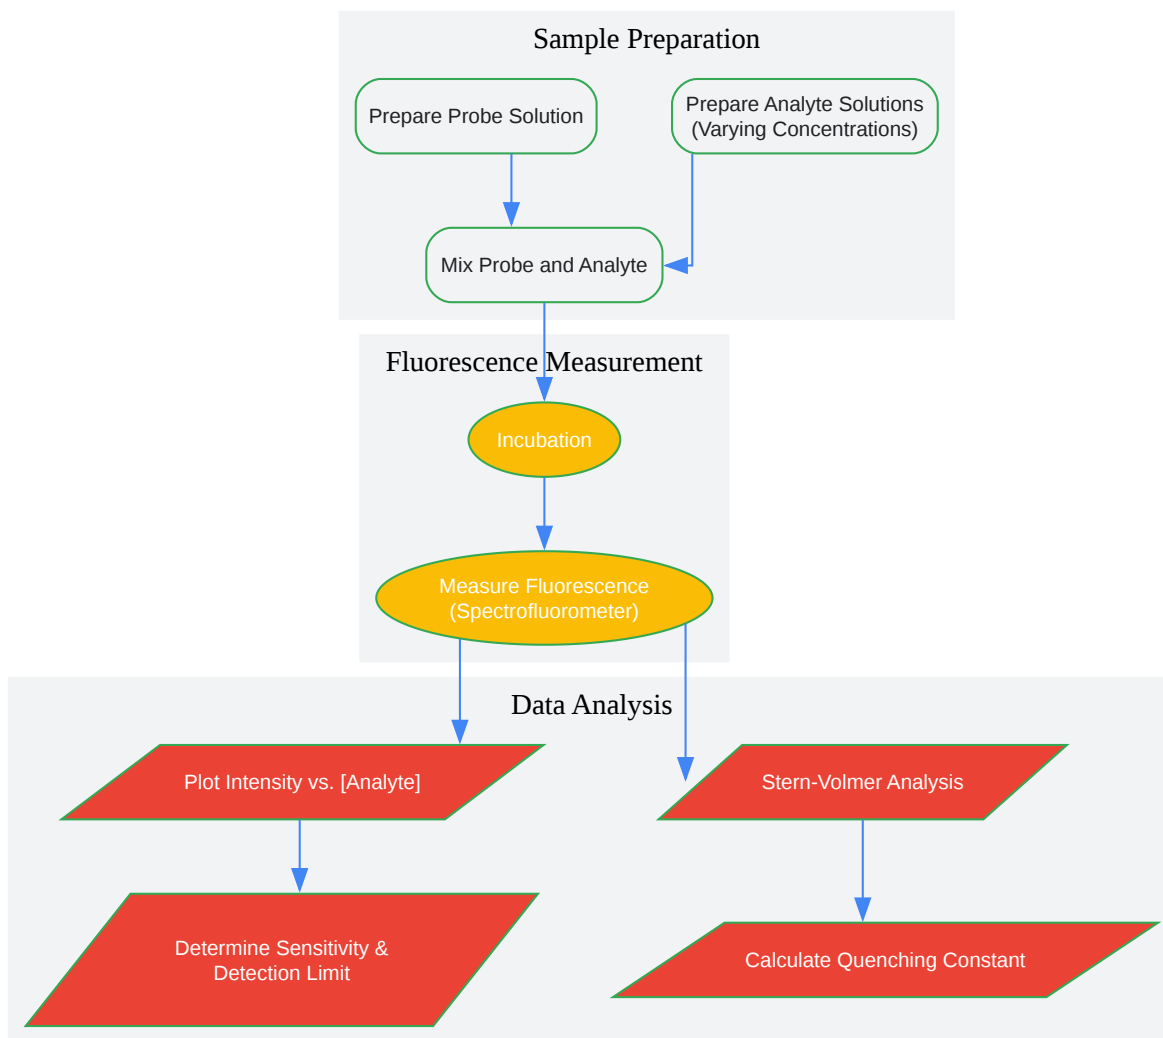 Sample Preparation
Prepare Probe Solution
Prepare Analyte Solutions
(Varying Concentrations)
Mix Probe and Analyte
Fluorescence Measurement
Incubation
Measure Fluorescence
(Spectrofluorometer)
Data Analysis
Plot Intensity vs. [Analyte]
Stern-Volmer Analysis
Determine Sensitivity &
Detection Limit
Calculate Quenching Constant